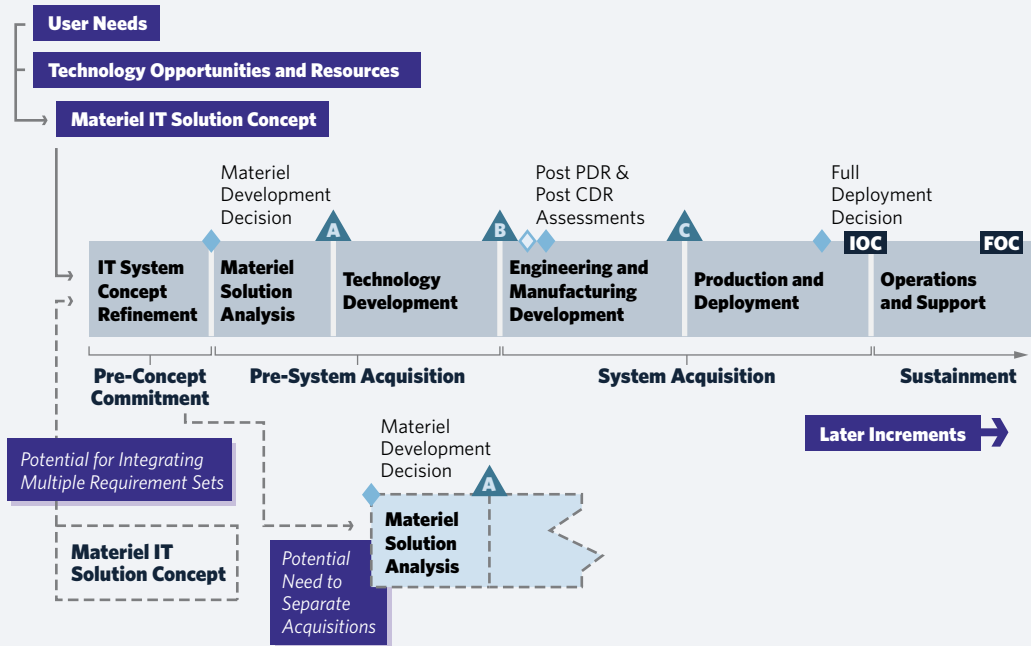 User Needs
Technology Opportunities and Resources
Materiel IT Solution Concept
Materiel
Development
Decision
Post PDR &
Post CDR
Assessments
Full
Deployment
Decision
A
B
C
IOC
FOC
IT System
Concept
Refinement
Materiel
Solution
Analysis
Technology
Development
Engineering and
Manufacturing
Development
Production and
Deployment
Operations
and Support
Pre-Concept
Commitment
Pre-System Acquisition
System Acquisition
Sustainment
Later Increments
Potential for Integrating
Multiple Requirement Sets
Materiel IT
Solution Concept
Materiel
Development
Decision
A
Materiel
Solution
Analysis
Potential
Need to
Separate
Acquisitions